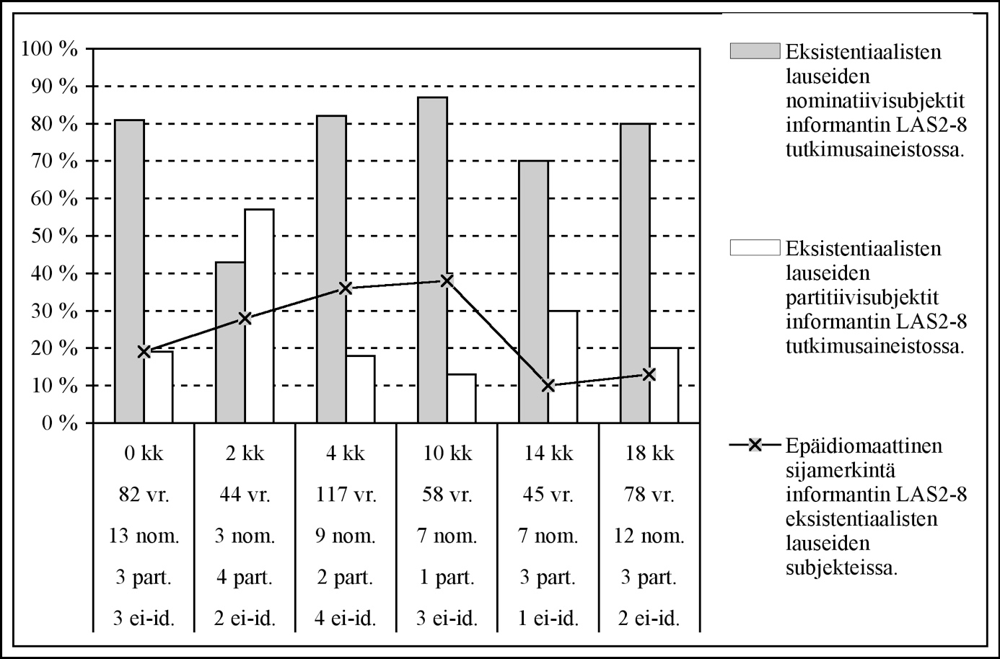 100 %
90 %
80 %
70 %
60 %
50 %
40 %
30 %
20 %
10 %
0 %
0 kk 2 kk 4 kk 10 kk 14 kk 18 kk
82 vr. 44 vr. 117 vr. 58 vr. 45 vr. 78 vr.
13 nom. 3 nom. 9 nom. 7 nom. 7 nom. 12 nom.
3 part. 4 part. 2 part. 1 part. 3 part. 3 part.
3 ei-id. 2 ei-id. 4 ei-id. 3 ei-id. 1 ei-id. 2 ei-id.
Eksistentiaalisten
lauseiden
nominatiivisubjektit
informantin LAS2-8
tutkimusaineistossa.
Eksistentiaalisten
lauseiden
partitiivisubjektit
informantin LAS2-8
tutkimusaineistossa.
Epäidiomaattinen
sijamerkintä
informantin LAS2-8
eksistentiaalisten
lauseiden
subjekteissa.